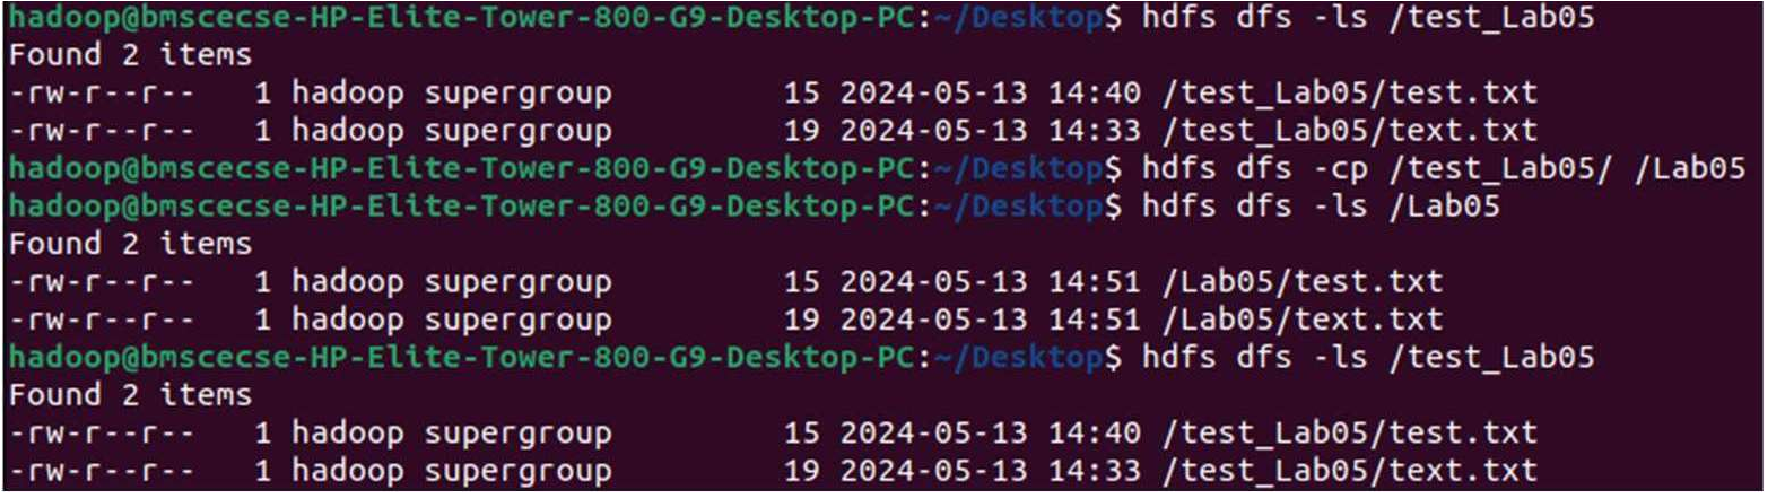 hadoop@bmscecse-HP-Elite-Tower-800-G9-Desktop-PC:~/Desktop$ hdfs dfs -ls /test_Lab05
Found 2 items
-rw-r--r--   1 hadoop supergroup         15 2024-05-13 14:40 /test_Lab05/test.txt
-rw-r--r--   1 hadoop supergroup         19 2024-05-13 14:33 /test_Lab05/text.txt
hadoop@bmscecse-HP-Elite-Tower-800-G9-Desktop-PC:~/Desktop$ hdfs dfs -cp /test_Lab05/ /Lab05
hadoop@bmscecse-HP-Elite-Tower-800-G9-Desktop-PC:~/Desktop$ hdfs dfs -ls /Lab05
Found 2 items
-rw-r--r--   1 hadoop supergroup         15 2024-05-13 14:51 /Lab05/test.txt
-rw-r--r--   1 hadoop supergroup         19 2024-05-13 14:51 /Lab05/text.txt
hadoop@bmscecse-HP-Elite-Tower-800-G9-Desktop-PC:~/Desktop$ hdfs dfs -ls /test_Lab05
Found 2 items
-rw-r--r--   1 hadoop supergroup         15 2024-05-13 14:40 /test_Lab05/test.txt
-rw-r--r--   1 hadoop supergroup         19 2024-05-13 14:33 /test_Lab05/text.txt